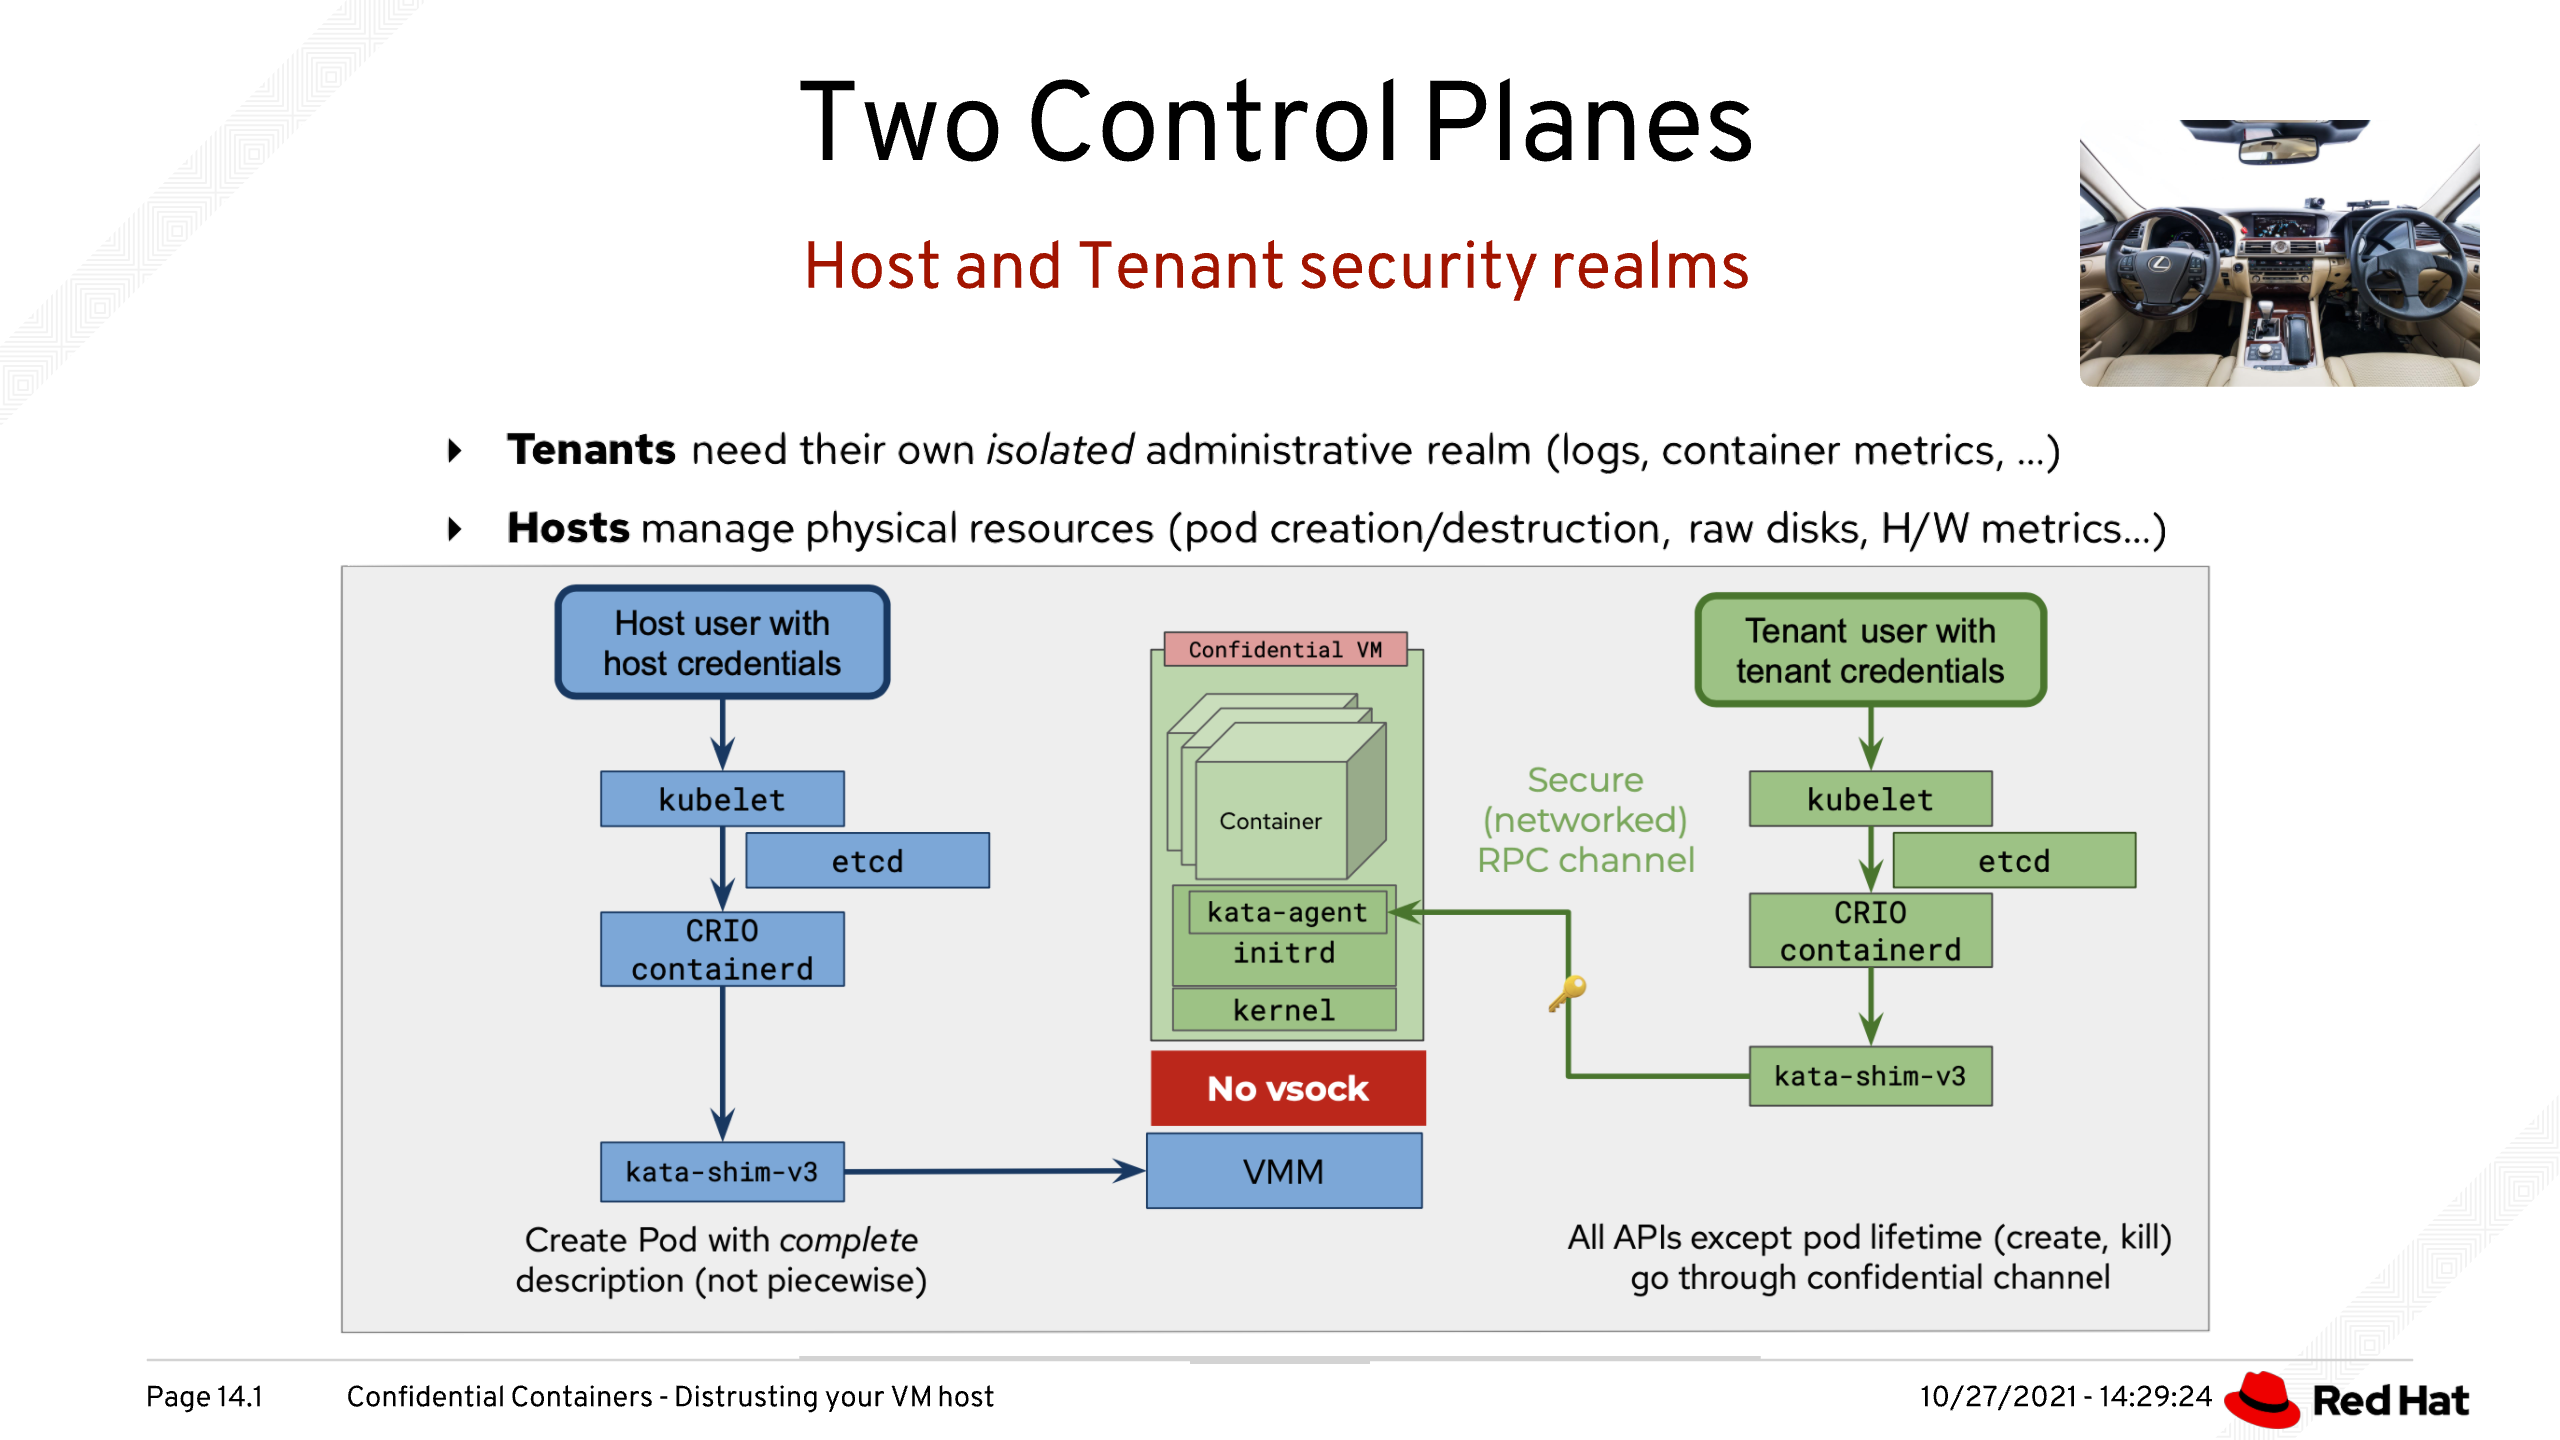 Two Control Planes
Host and Tenant security realms
Tenants need their own isolated administrative realm (logs, container metrics, ...)
Hosts manage physical resources (pod creation/destruction, raw disks, H/W metrics...)
Host user with
host credentials
kubelet
etcd
CRIO
containerd
kata-shim-v3
Create Pod with complete
description (not piecewise)
Confidential VM
Container
kata-agent
initrd
kernel
No vsock
VMM
Secure
(networked)
RPC channel
Tenant user with
tenant credentials
kubelet
etcd
CRIO
containerd
kata-shim-v3
All APIs except pod lifetime (create, kill)
go through confidential channel
Page 14.1
Confidential Containers - Distrusting your VM host
10/27/2021 - 14:29:24
Red Hat